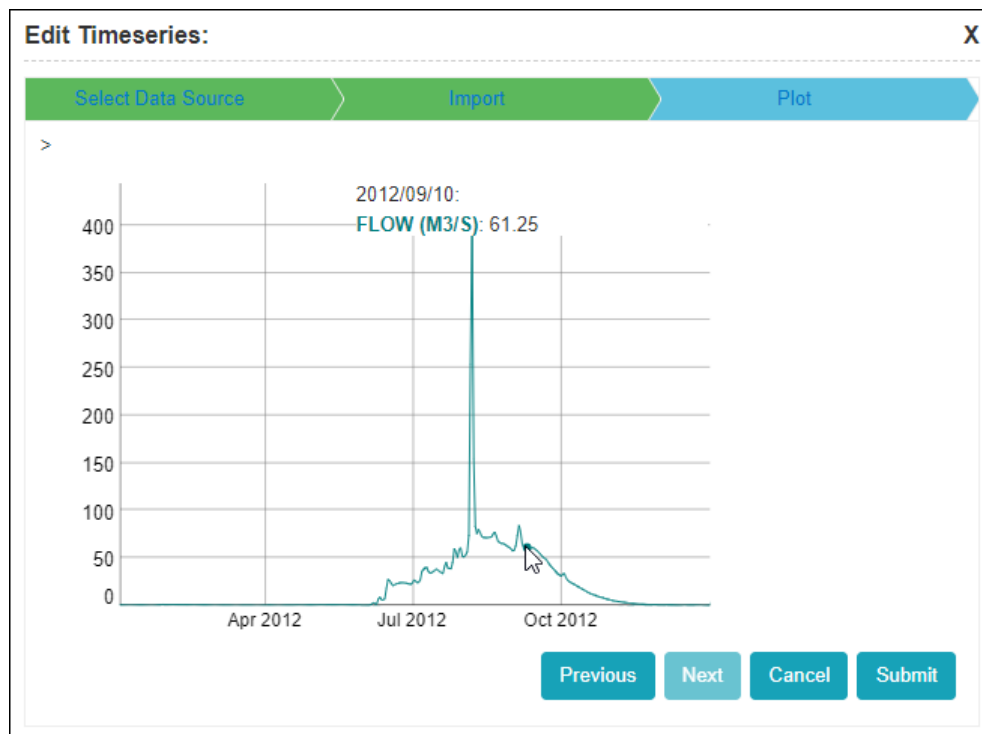 Edit Timeseries: X
Select Data Source Import Plot
>
2012/09/10:
FLOW (M3/S): 61.25
400
350
300
250
200
150
100
50
0
Apr 2012 Jul 2012 Oct 2012
Previous Next Cancel Submit